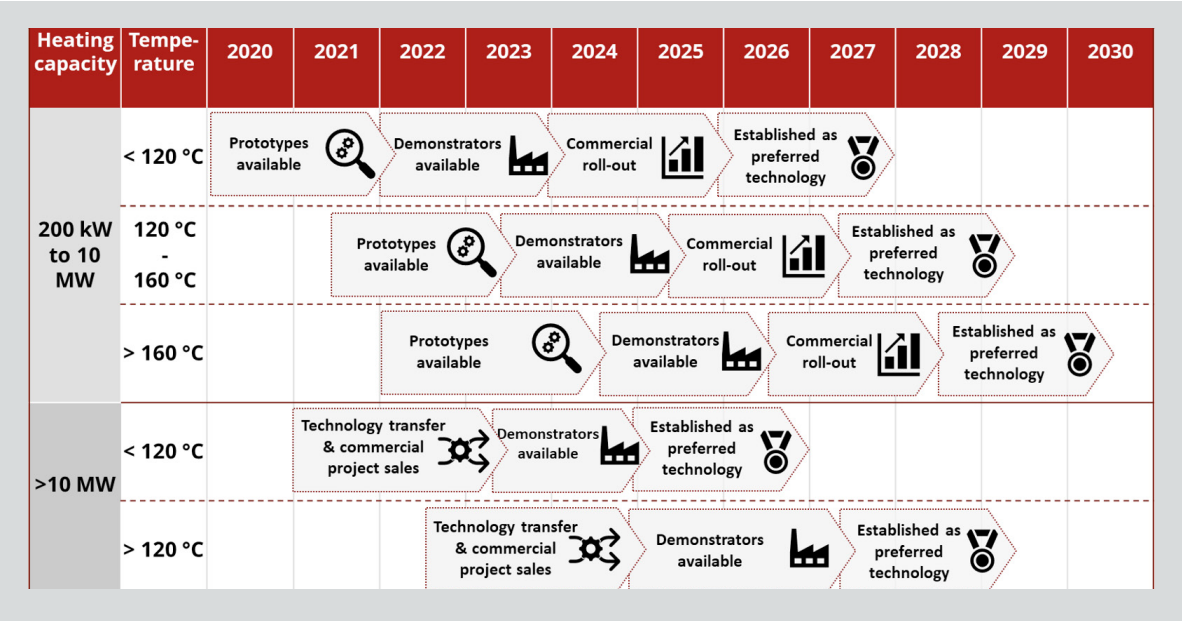 Heating
capacity
Tempe-
rature
2020
2021
2022
2023
2024
2025
2026
2027
2028
2029
2030
200 kW
to 10
MW
< 120 °C
Prototypes
available
Demonstrators
available
Commercial
roll-out
Established as
preferred
technology
120 °C
-
160 °C
Prototypes
available
Demonstrators
available
Commercial
roll-out
Established as
preferred
technology
> 160 °C
Prototypes
available
Demonstrators
available
Commercial
roll-out
Established as
preferred
technology
>10 MW
< 120 °C
Technology transfer
& commercial
project sales
Demonstrators
available
Established as
preferred
technology
> 120 °C
Technology transfer
& commercial
project sales
Demonstrators
available
Established as
preferred
technology